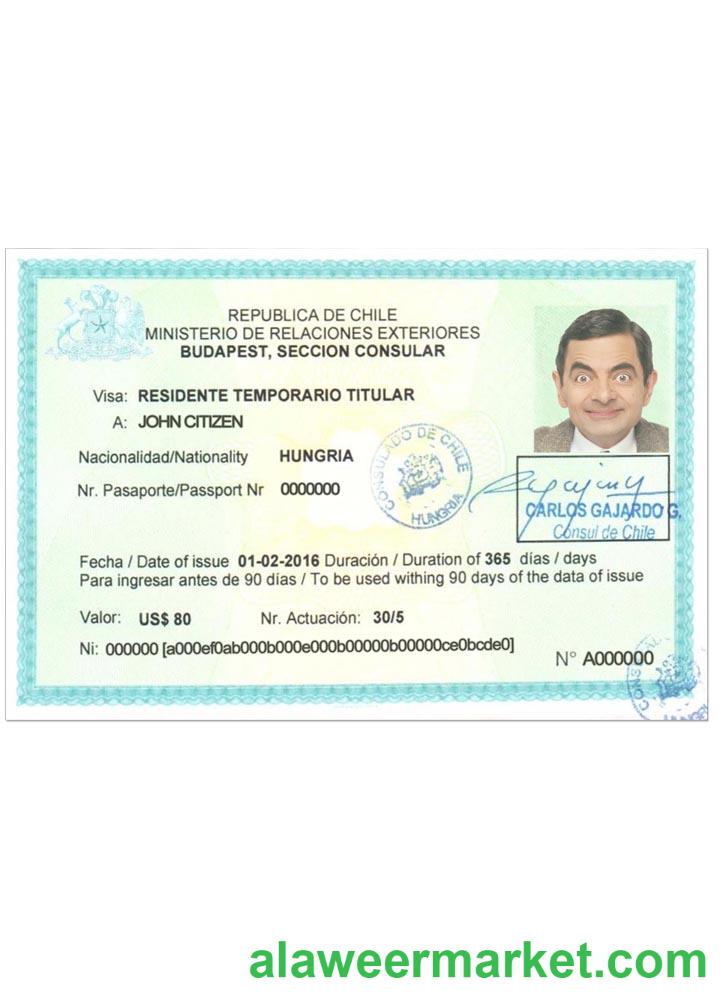 REPUBLICA DE CHILE
MINISTERIO DE RELACIONES EXTERIORES
BUDAPEST, SECCION CONSULAR
Visa: RESIDENTE TEMPORARIO TITULAR
A: JOHN CITIZEN
Nacionalidad/Nationality HUNGRIA
Nr. Pasaporte/Passport Nr 0000000
CONSULADO DE CHILE
HUNGRIA
CARLOS GAJARDO G.
Consul de Chile
Fecha / Date of issue 01-02-2016 Duración / Duration of 365 días / days
Para ingresar antes de 90 días / To be used withing 90 days of the data of issue
Valor: US$ 80 Nr. Actuación: 30/5
Ni: 000000 [a000ef0ab000b000e000b00000b00000ce0bcde0]
N° A000000
alaweermarket.com